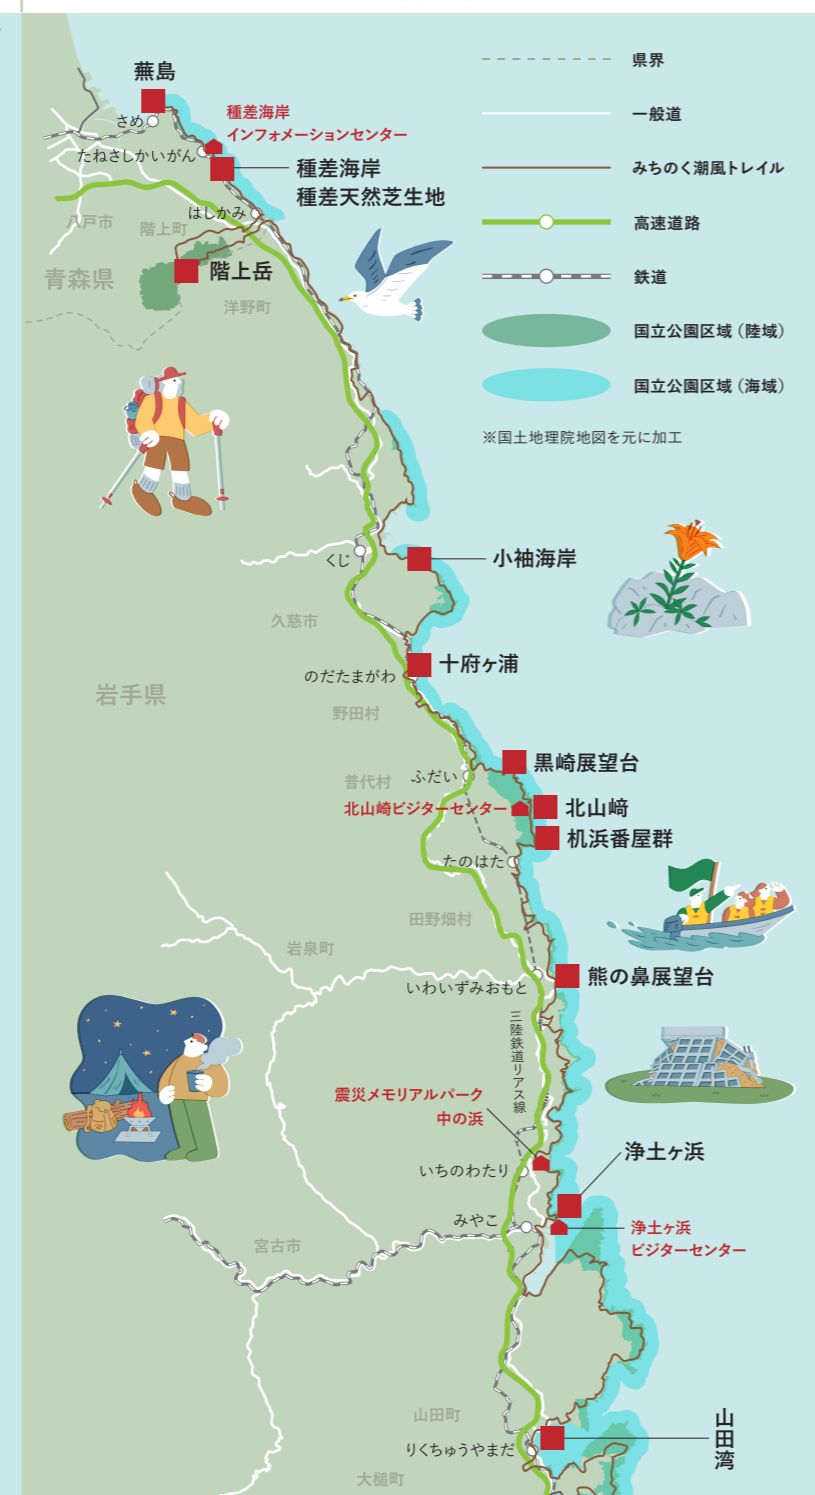 蕪島
さめ
種差海岸
インフォメーションセンター
たねさしかいがん
種差海岸
種差天然芝生地
はしかみ
八戸市
階上町
青森県
階上岳
洋野町
県界
一般道
みちのく潮風トレイル
高速道路
鉄道
国立公園区域（陸域）
国立公園区域（海域）
※国土地理院地図を元に加工
小袖海岸
くじ
久慈市
十府ヶ浦
のだたまがわ
岩手県
野田村
黒崎展望台
ふだい
普代村
北山崎ビジターセンター
北山﨑
机浜番屋群
たのはた
田野畑村
岩泉町
熊の鼻展望台
いわいずみおもと
三陸鉄道リアス線
震災メモリアルパーク
中の浜
浄土ヶ浜
いちのわたり
みやこ
浄土ヶ浜
ビジターセンター
宮古市
山田町
山田湾
りくちゅうやまだ
大槌町